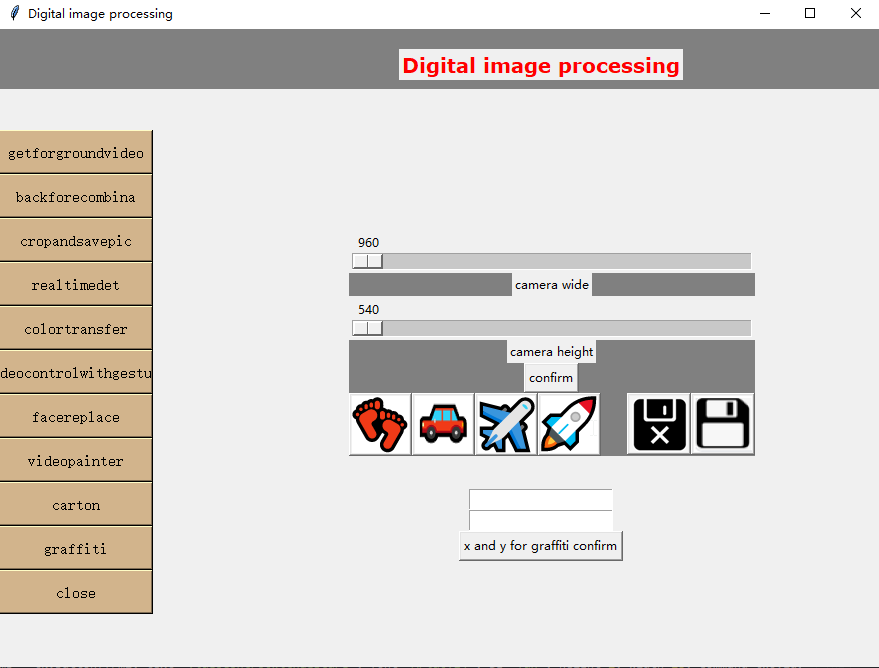 Digital image processing
Digital image processing
getforgroundvideo
backforecombina
cropandsavepic
realtimedet
colortransfer
deocontrolwithgestu
facereplace
videopainter
carton
graffiti
close
960
camera wide
540
camera height
confirm
x and y for graffiti confirm